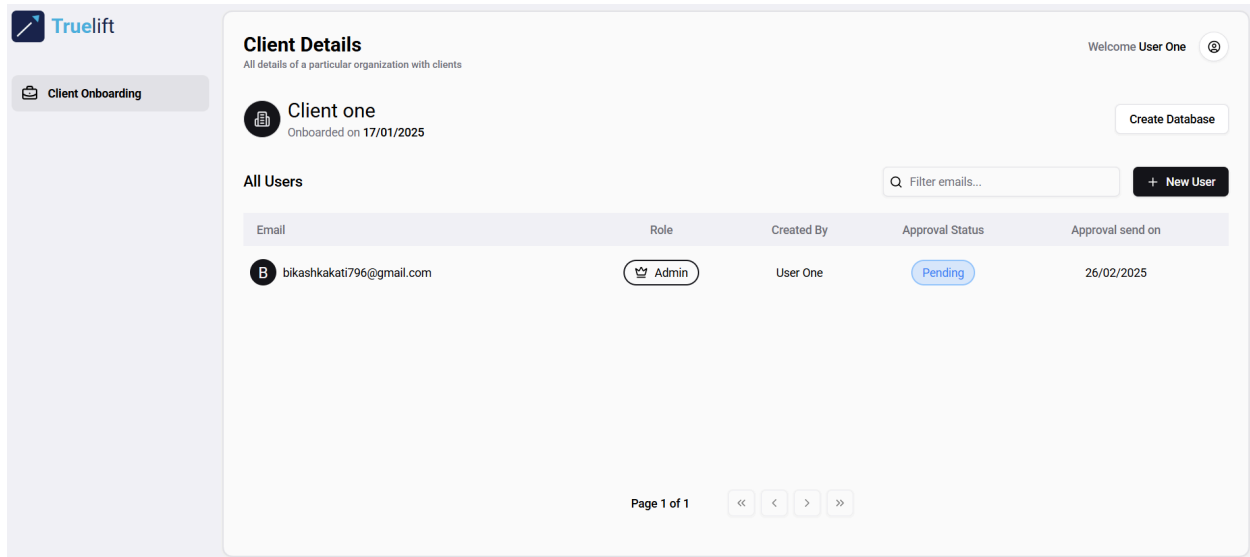 Truelift
Client Onboarding
Client Details
All details of a particular organization with clients
Welcome User One
Client one
Onboarded on 17/01/2025
Create Database
All Users
Filter emails...
+ New User
Email Role Created By Approval Status Approval send on
B bikashkakati796@gmail.com Admin User One Pending 26/02/2025
Page 1 of 1